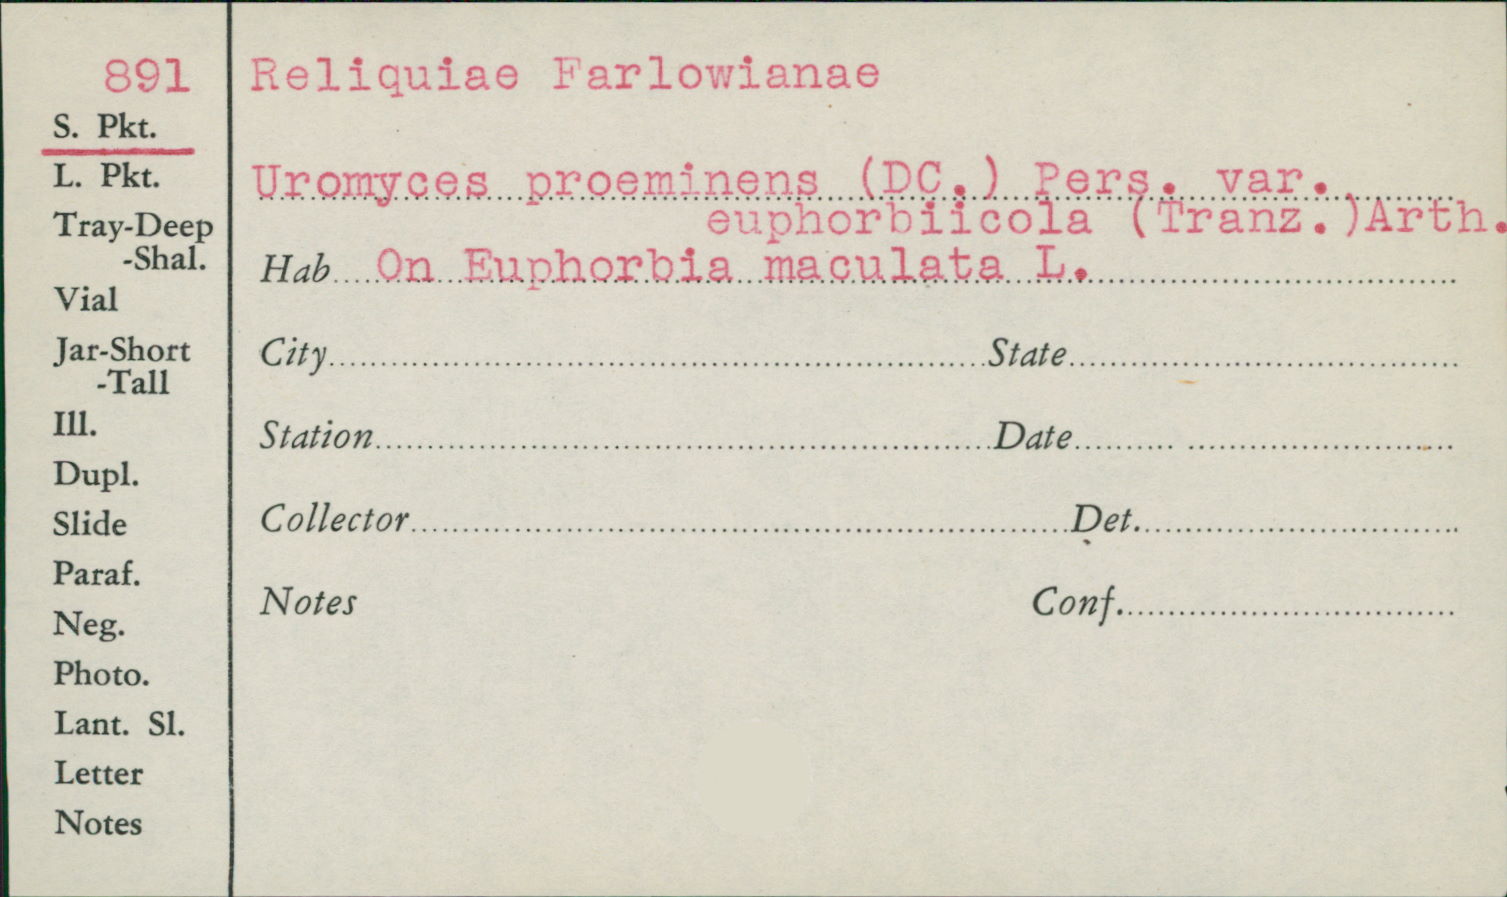 891
S. Pkt.
L. Pkt.
Tray-Deep
-Shal.
Vial
Jar-Short
-Tall
Ill.
Dupl.
Slide
Paraf.
Neg.
Photo.
Lant. Sl.
Letter
Notes
Reliquiae Farlowianae
Uromyces proeminens (DC.) Pers. var.
euphorbiicola (Tranz.)Arth.
Hab....On Euphorbia maculata L.
City State
Station Date
Collector Det.
Notes Conf.